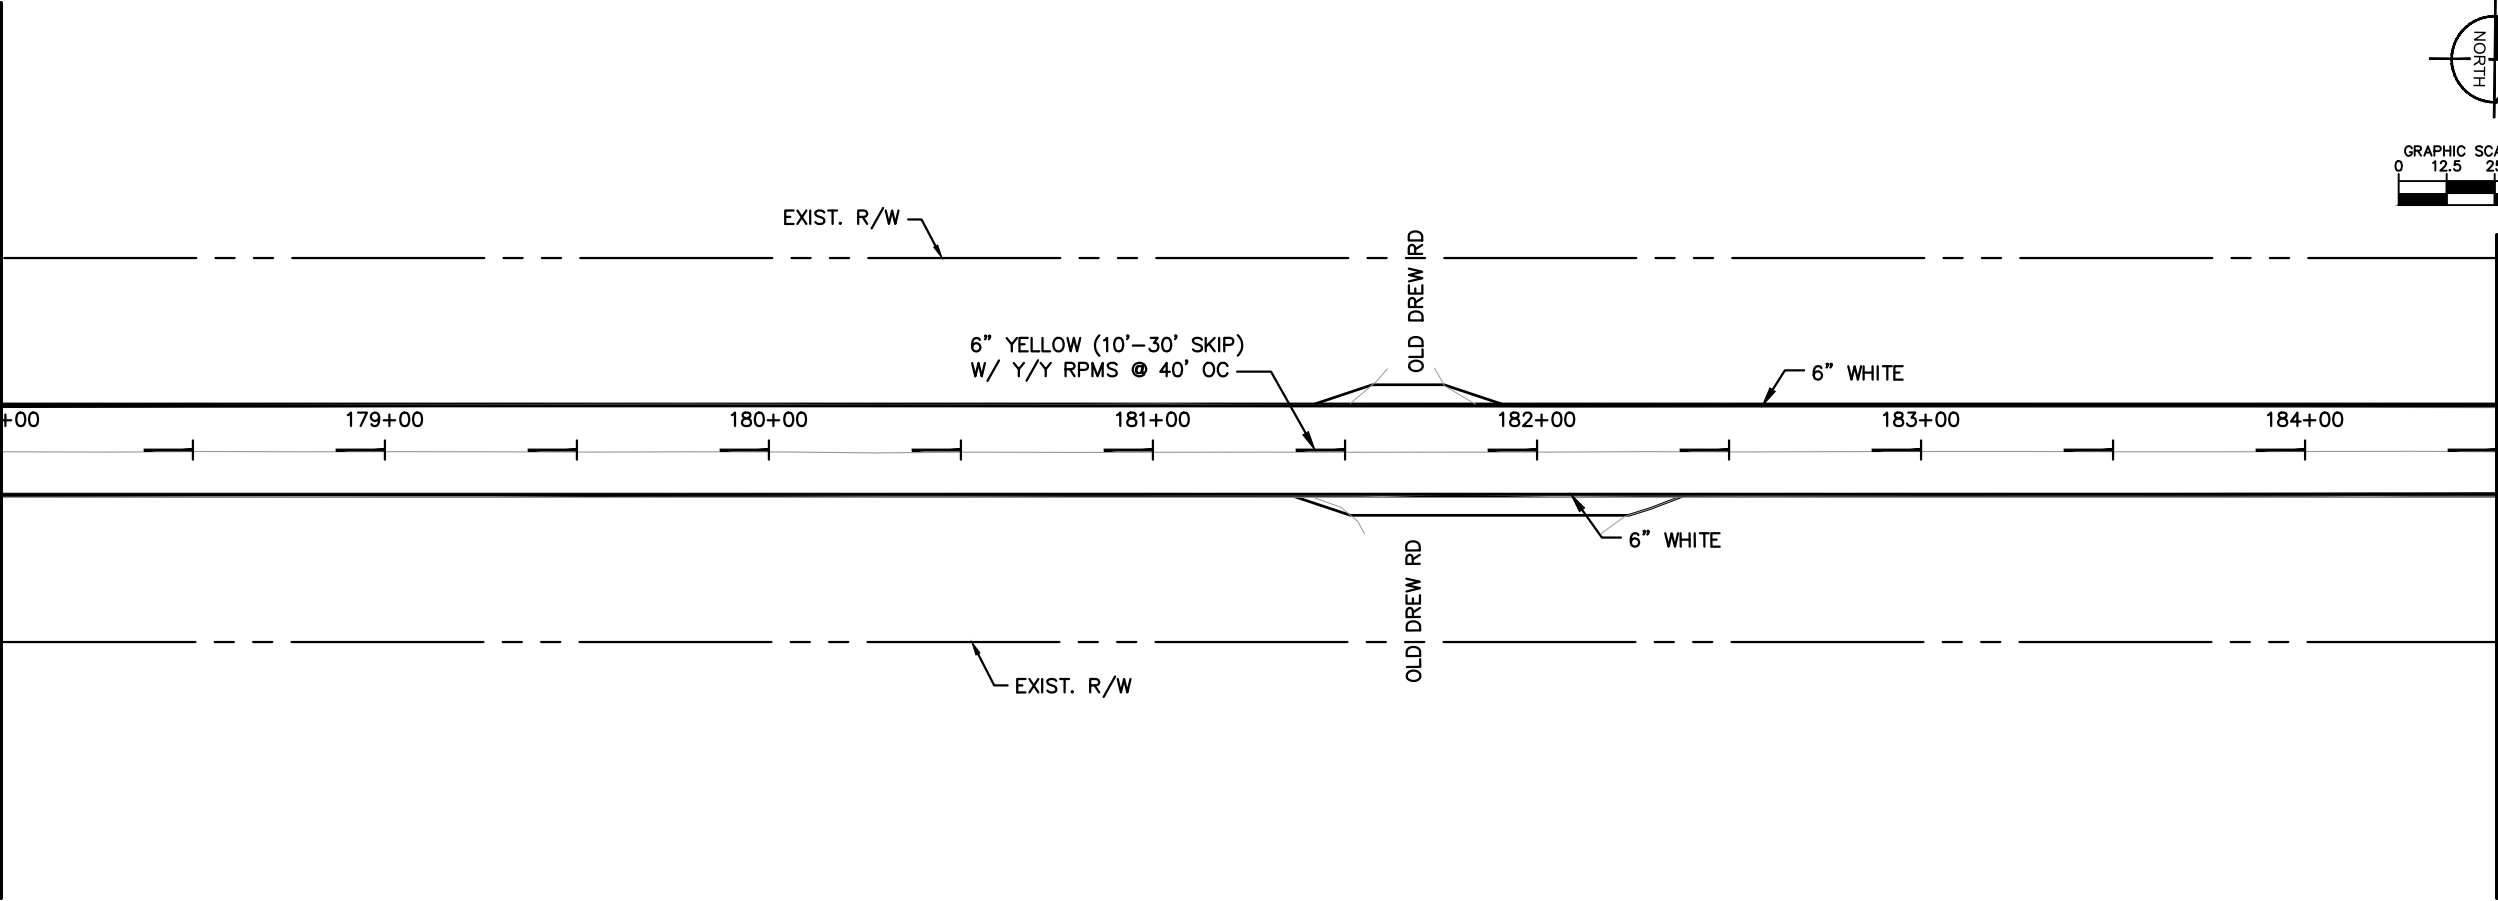 NORTH
GRAPHIC SCA
0 12.5 25
EXIST. R/W
OLD DREW RD
6" YELLOW (10'-30' SKIP)
W/ Y/Y RPMS @ 40' OC
6" WHITE
+00 179+00 180+00 181+00 182+00 183+00 184+00
6" WHITE
OLD DREW RD
EXIST. R/W